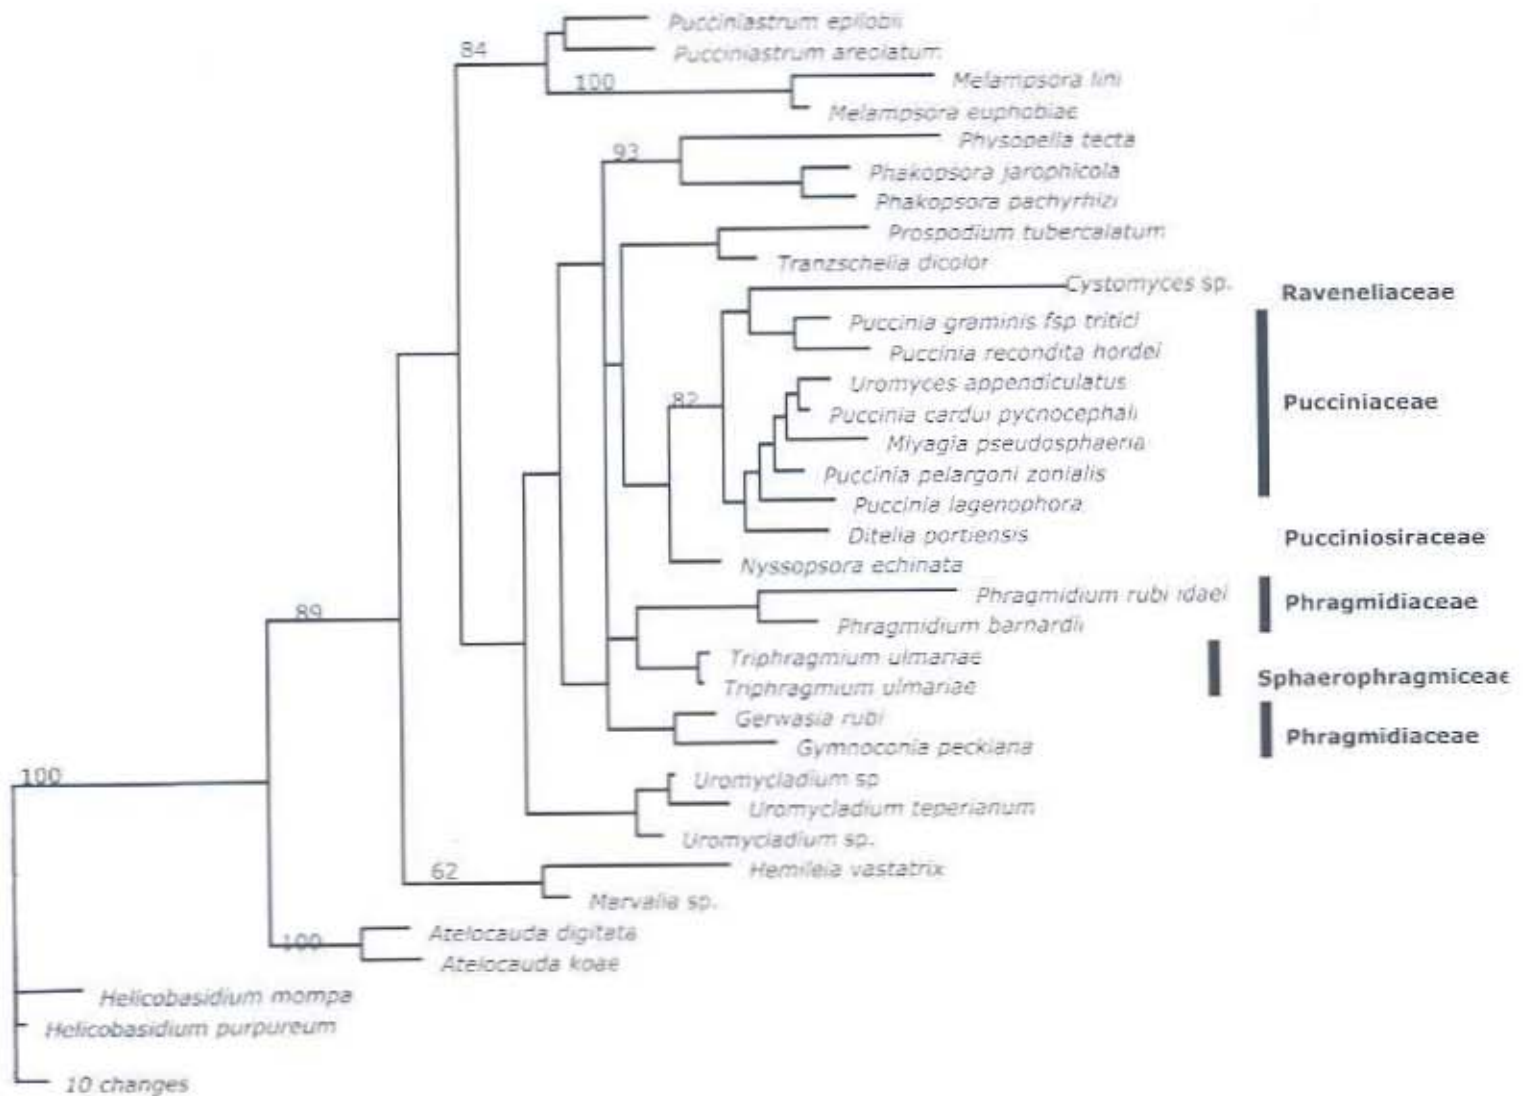 Pucciniastrum epilobii
84
Pucciniastrum areolatum
100
Melampsora lini
Melampsora euphobiae
Physopella tecta
93
Phakopsora jarophicola
Phakopsora pachyrhizi
Prospodium tubercalatum
Tranzschelia dicolor
Cystomyces sp.
Raveneliaceae
Puccinia graminis fsp tritici
Puccinia recondita hordei
Uromyces appendiculatus
82
Pucciniaceae
Puccinia cardui pycnocephali
Miyagia pseudosphaeria
Puccinia pelargoni zonialis
Puccinia lagenophora
Ditelia portiensis
Pucciniosiraceae
Nyssopsora echinata
Phragmidium rubi idaei
Phragmidiaceae
89
Phragmidium barnardii
Triphragmium ulmariae
Sphaerophragmiceae
Triphragmium ulmariae
Gerwasia rubi
Phragmidiaceae
Gymnoconia peckiana
100
Uromycladium sp
Uromycladium teperianum
Uromycladium sp.
62
Hemileia vastatrix
Marvalia sp.
Atelocauda digitata
100
Atelocauda koae
Helicobasidium mompa
Helicobasidium purpureum
10 changes